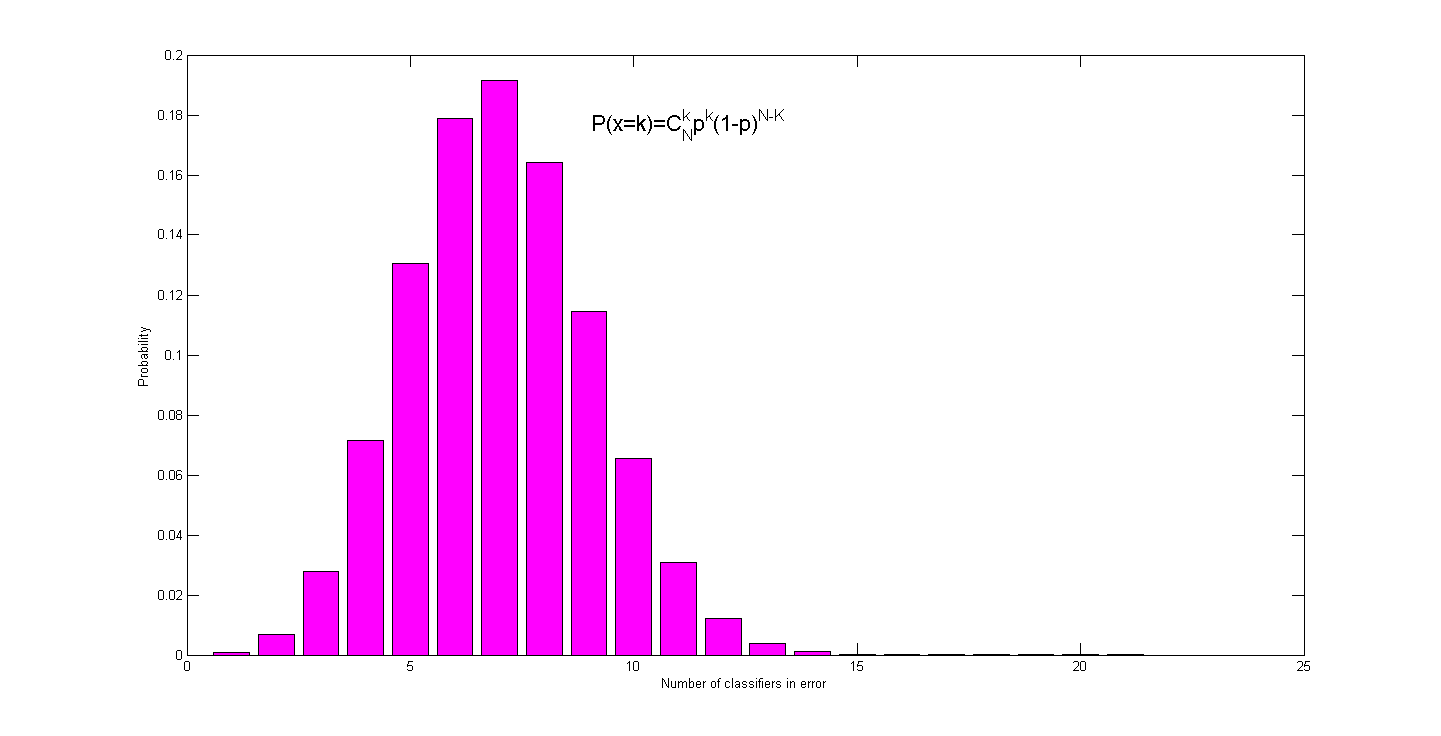 0.2
0.18
P(x=k)=C_N^k p^k(1-p)^{N-K}
0.16
0.14
0.12
0.1
0.08
0.06
0.04
0.02
0
Probability
0 5 10 15 20 25
Number of classifiers in error